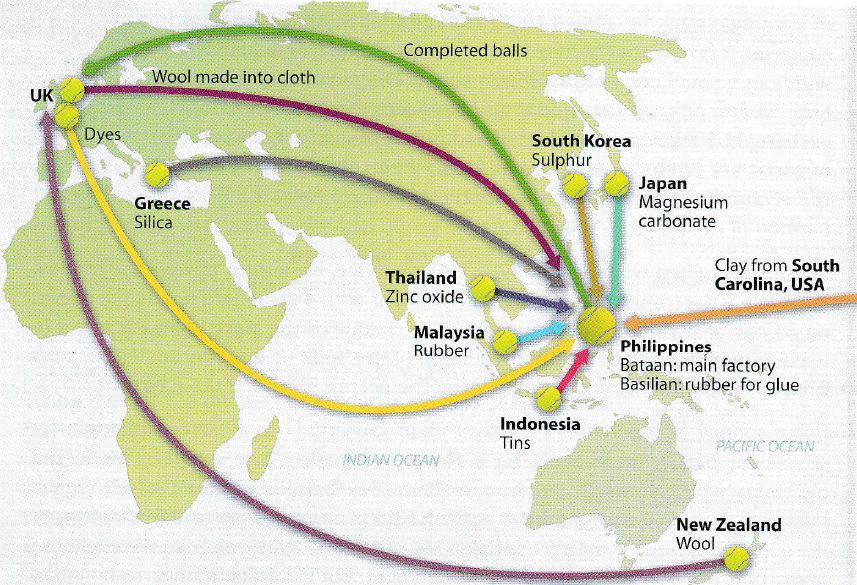 Completed balls
Wool made into cloth
UK
Dyes
South Korea
Sulphur
Japan
Magnesium
carbonate
Greece
Silica
Clay from South
Carolina, USA
Thailand
Zinc oxide
Malaysia
Rubber
Philippines
Bataan: main factory
Basilian: rubber for glue
Indonesia
Tins
INDIAN OCEAN
PACIFIC OCEAN
New Zealand
Wool